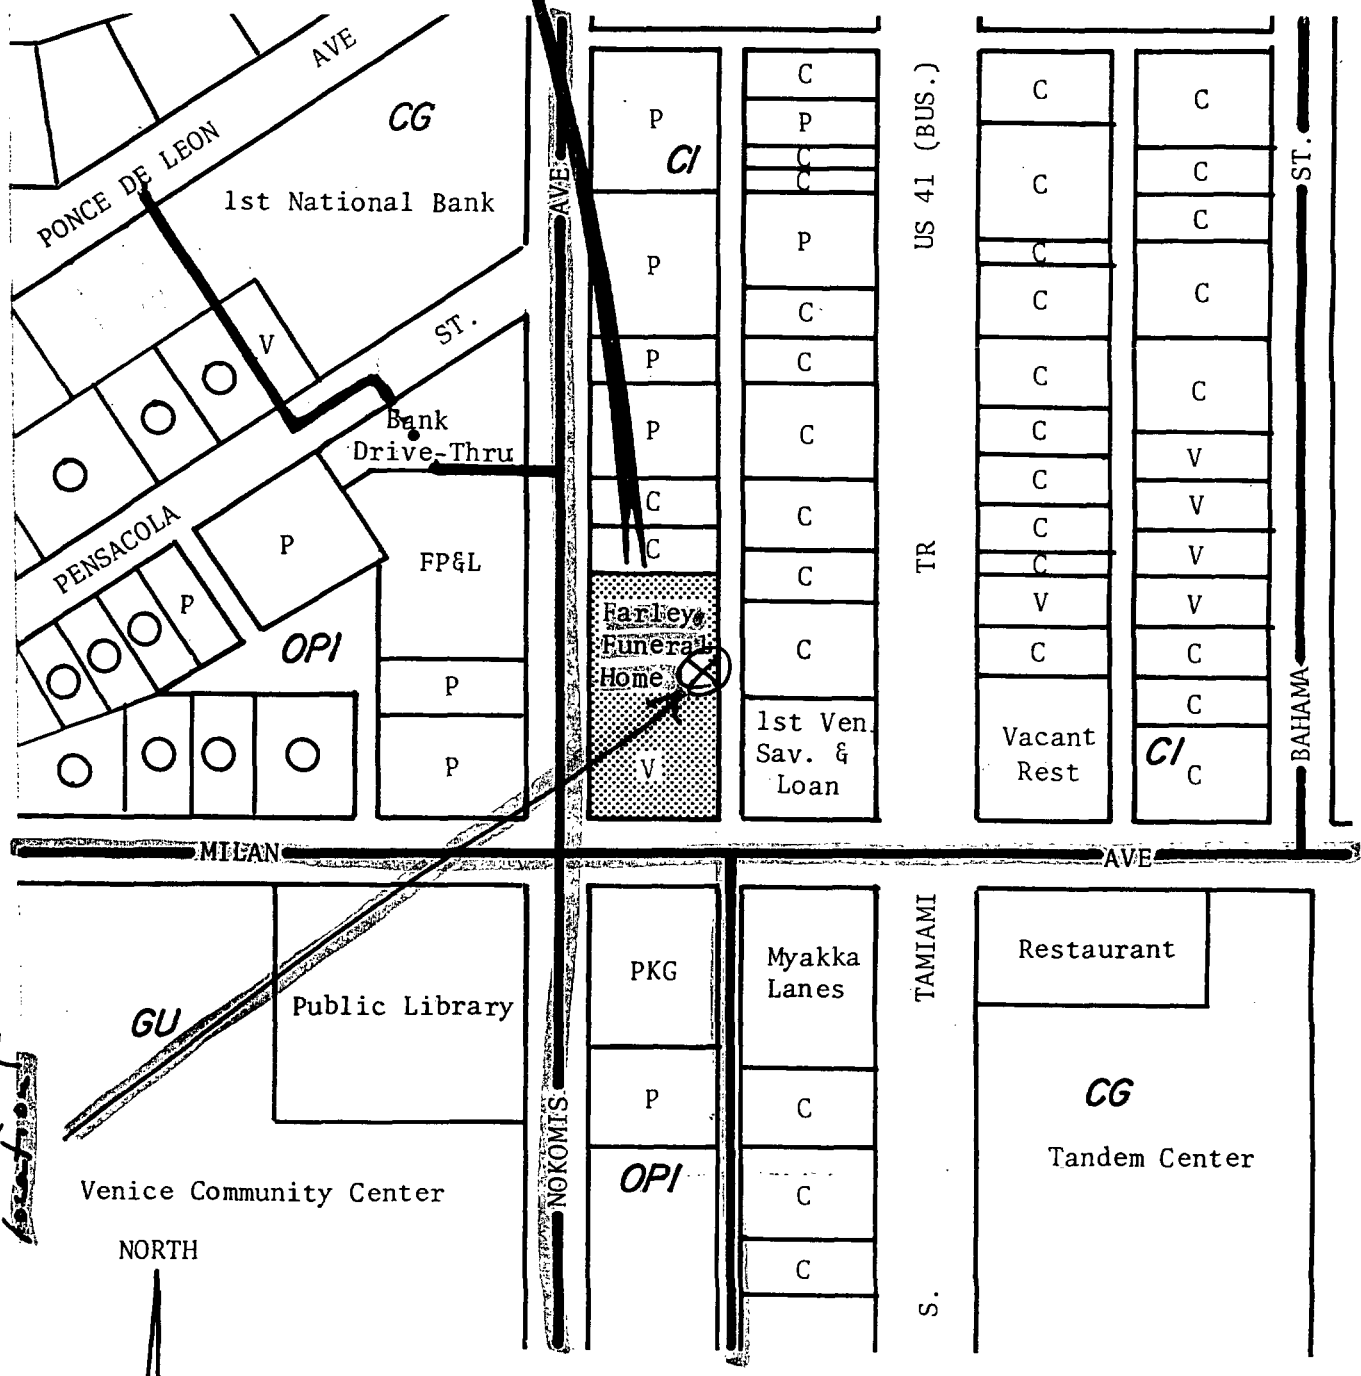 AVE
PONCE DE LEON
CG
1st National Bank
AVE
P
CI
P
P
P
C
C
C
P
C
C
P
C
C
C
C
C
C
1st Ven.
Sav. &
Loan
US 41 (BUS.)
TR
TAMIAMI
S.
C
C
C
C
C
C
C
C
C
V
C
Vacant
Rest
C
C
C
C
C
V
V
V
V
C
C
CI
C
ST.
BAHAMA
V
ST.
PENSACOLA
Bank
Drive-Thru
P
FP&L
P
OPI
P
P
Farley
Funeral
Home
V
MILAN
AVE
GU
Public Library
Venice Community Center
NORTH
NOKOMIS
PKG
P
OPI
Myakka
Lanes
C
C
C
Restaurant
CG
Tandem Center